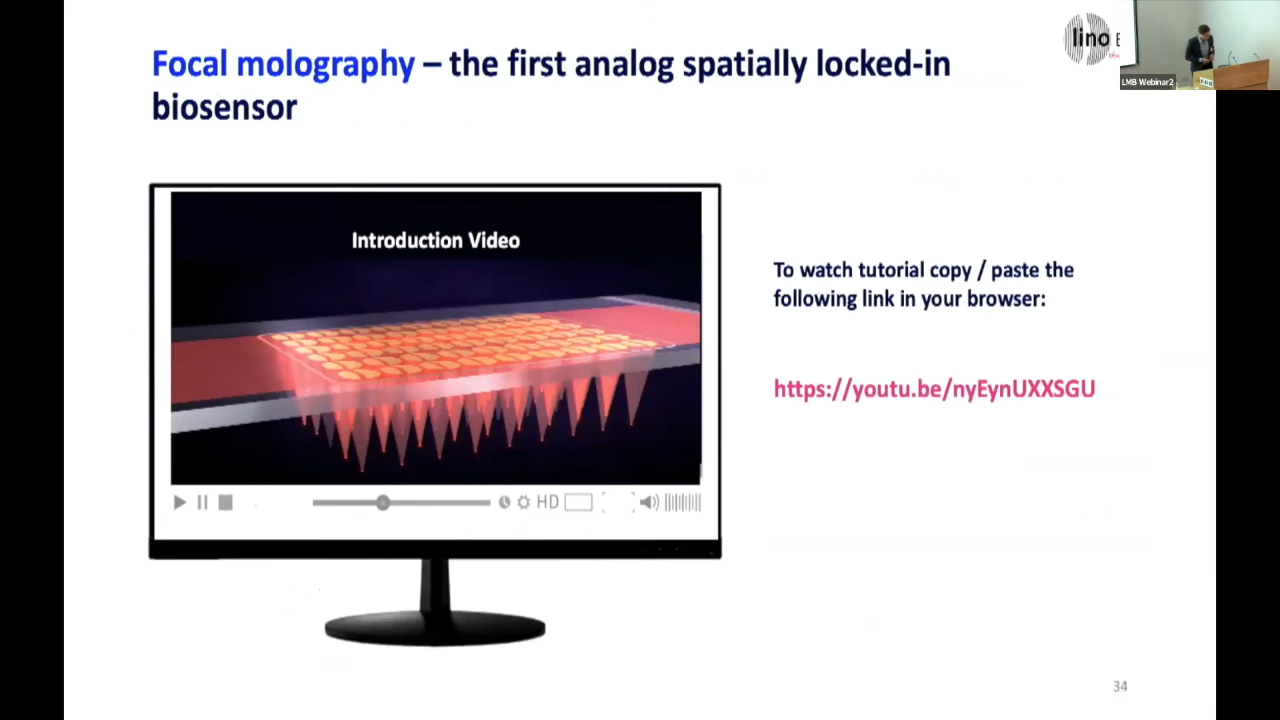 Focal molography – the first analog spatially locked-in
biosensor
lino
LMB Webinar2
Introduction Video
To watch tutorial copy / paste the
following link in your browser:
https://youtu.be/nyEynUXXSGU
HD
34